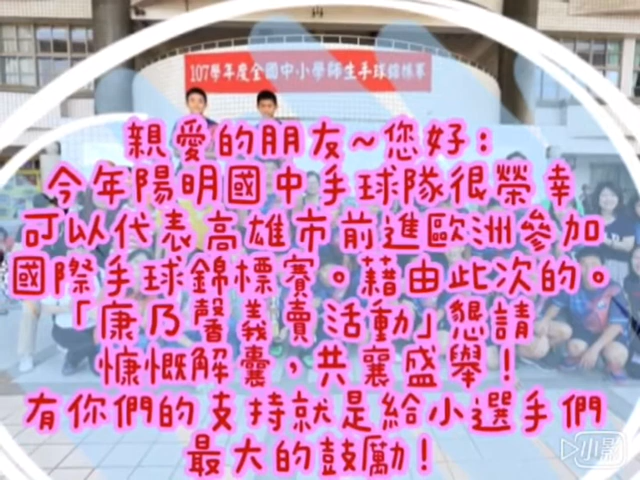 107學年度全國中小學師生手球錦標賽
親愛的朋友~您好:
今年陽明國中手球隊很榮幸
可以代表高雄市前進歐洲參加
國際手球錦標賽。藉由此次的。
「康乃馨義賣活動」懇請
慷慨解囊,共襄盛舉!
有你們的支持就是給小選手們
最大的鼓勵!
小影